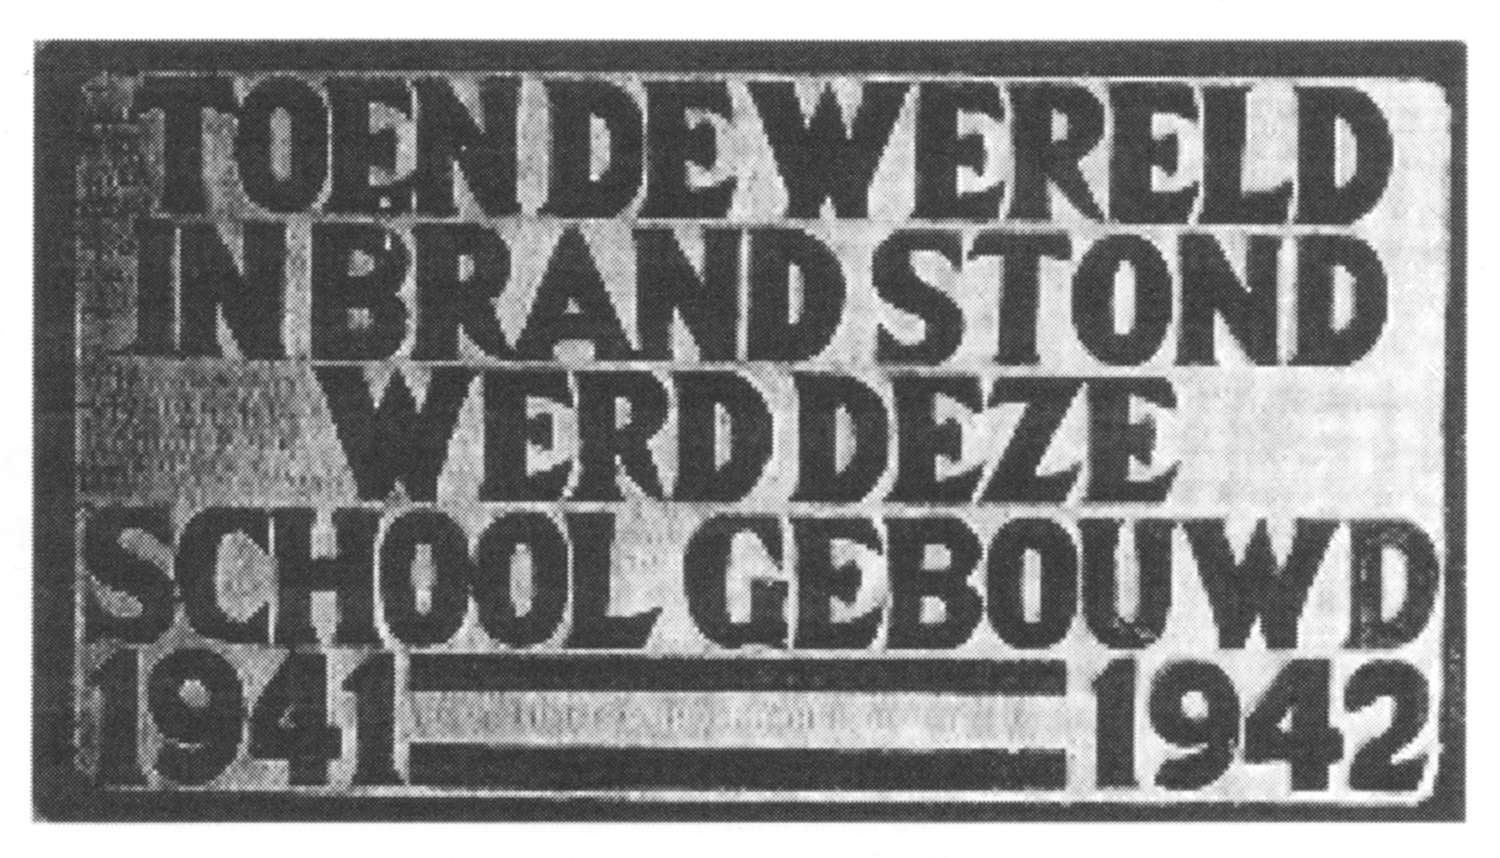 TOEN DE WERELD
IN BRAND STOND
WERD DEZE
SCHOOL GEBOUWD
1941 1942